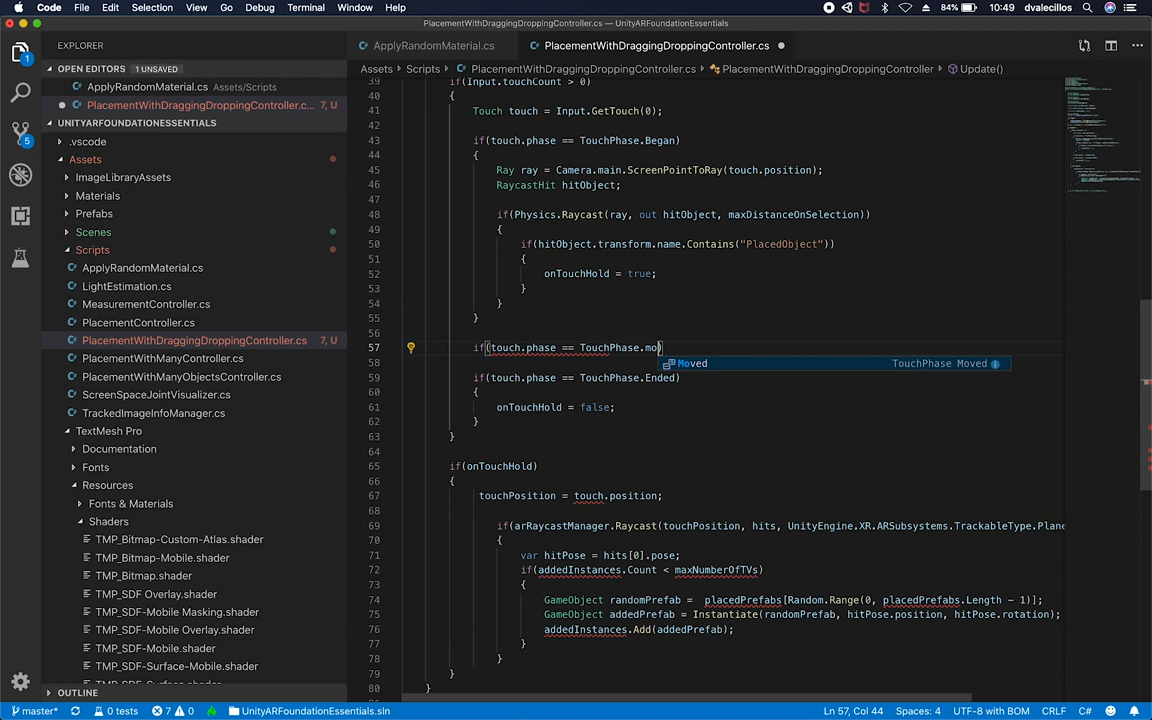 Code File Edit Selection View Go Debug Terminal Window Help 84% 10:49 dvalecillos
PlacementWithDraggingDroppingController.cs — UnityARFoundationEssentials
EXPLORER
ApplyRandomMaterial.cs PlacementWithDraggingDroppingController.cs
OPEN EDITORS 1 UNSAVED
ApplyRandomMaterial.cs Assets/Scripts
PlacementWithDraggingDroppingController.c... 7, U
UNITYARFOUNDATIONESSENTIALS
.vscode
Assets
ImageLibraryAssets
Materials
Prefabs
Scenes
Scripts
ApplyRandomMaterial.cs
LightEstimation.cs
MeasurementController.cs
PlacementController.cs
PlacementWithDraggingDroppingController.cs 7, U
PlacementWithManyController.cs
PlacementWithManyObjectsController.cs
ScreenSpaceJointVisualizer.cs
TrackedImageInfoManager.cs
TextMesh Pro
Documentation
Fonts
Resources
Fonts & Materials
Shaders
TMP_Bitmap-Custom-Atlas.shader
TMP_Bitmap-Mobile.shader
TMP_Bitmap.shader
TMP_SDF Overlay.shader
TMP_SDF-Mobile Masking.shader
TMP_SDF-Mobile Overlay.shader
TMP_SDF-Mobile.shader
TMP_SDF-Surface-Mobile.shader
TMP_SDF-Surface.shader
OUTLINE
Assets › Scripts › PlacementWithDraggingDroppingController.cs › PlacementWithDraggingDroppingController › Update()
39 if(Input.touchCount > 0)
40 {
41 Touch touch = Input.GetTouch(0);
42
43 if(touch.phase == TouchPhase.Began)
44 {
45 Ray ray = Camera.main.ScreenPointToRay(touch.position);
46 RaycastHit hitObject;
47
48 if(Physics.Raycast(ray, out hitObject, maxDistanceOnSelection))
49 {
50 if(hitObject.transform.name.Contains("PlacedObject"))
51 {
52 onTouchHold = true;
53 }
54 }
55 }
56
57 if(touch.phase == TouchPhase.mo)
Moved TouchPhase Moved
58
59 if(touch.phase == TouchPhase.Ended)
60 {
61 onTouchHold = false;
62 }
63 }
64
65 if(onTouchHold)
66 {
67 touchPosition = touch.position;
68
69 if(arRaycastManager.Raycast(touchPosition, hits, UnityEngine.XR.ARSubsystems.TrackableType.Plane
70 {
71 var hitPose = hits[0].pose;
72 if(addedInstances.Count < maxNumberOfTVs)
73 {
74 GameObject randomPrefab = placedPrefabs[Random.Range(0, placedPrefabs.Length - 1)];
75 GameObject addedPrefab = Instantiate(randomPrefab, hitPose.position, hitPose.rotation);
76 addedInstances.Add(addedPrefab);
77 }
78 }
79 }
80 }
master* 0 tests 7 0 UnityARFoundationEssentials.sln Ln 57, Col 44 Spaces: 4 UTF-8 with BOM CRLF C#